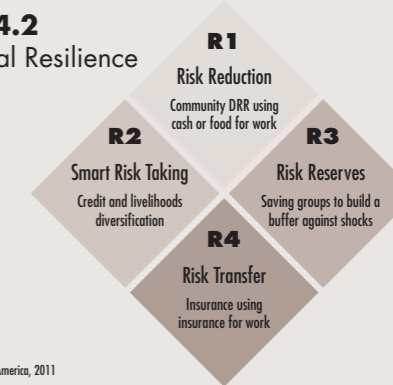 4.2
al Resilience
R1
Risk Reduction
Community DRR using
cash or food for work
R2
Smart Risk Taking
Credit and livelihoods
diversification
R3
Risk Reserves
Saving groups to build a
buffer against shocks
R4
Risk Transfer
Insurance using
insurance for work
America, 2011